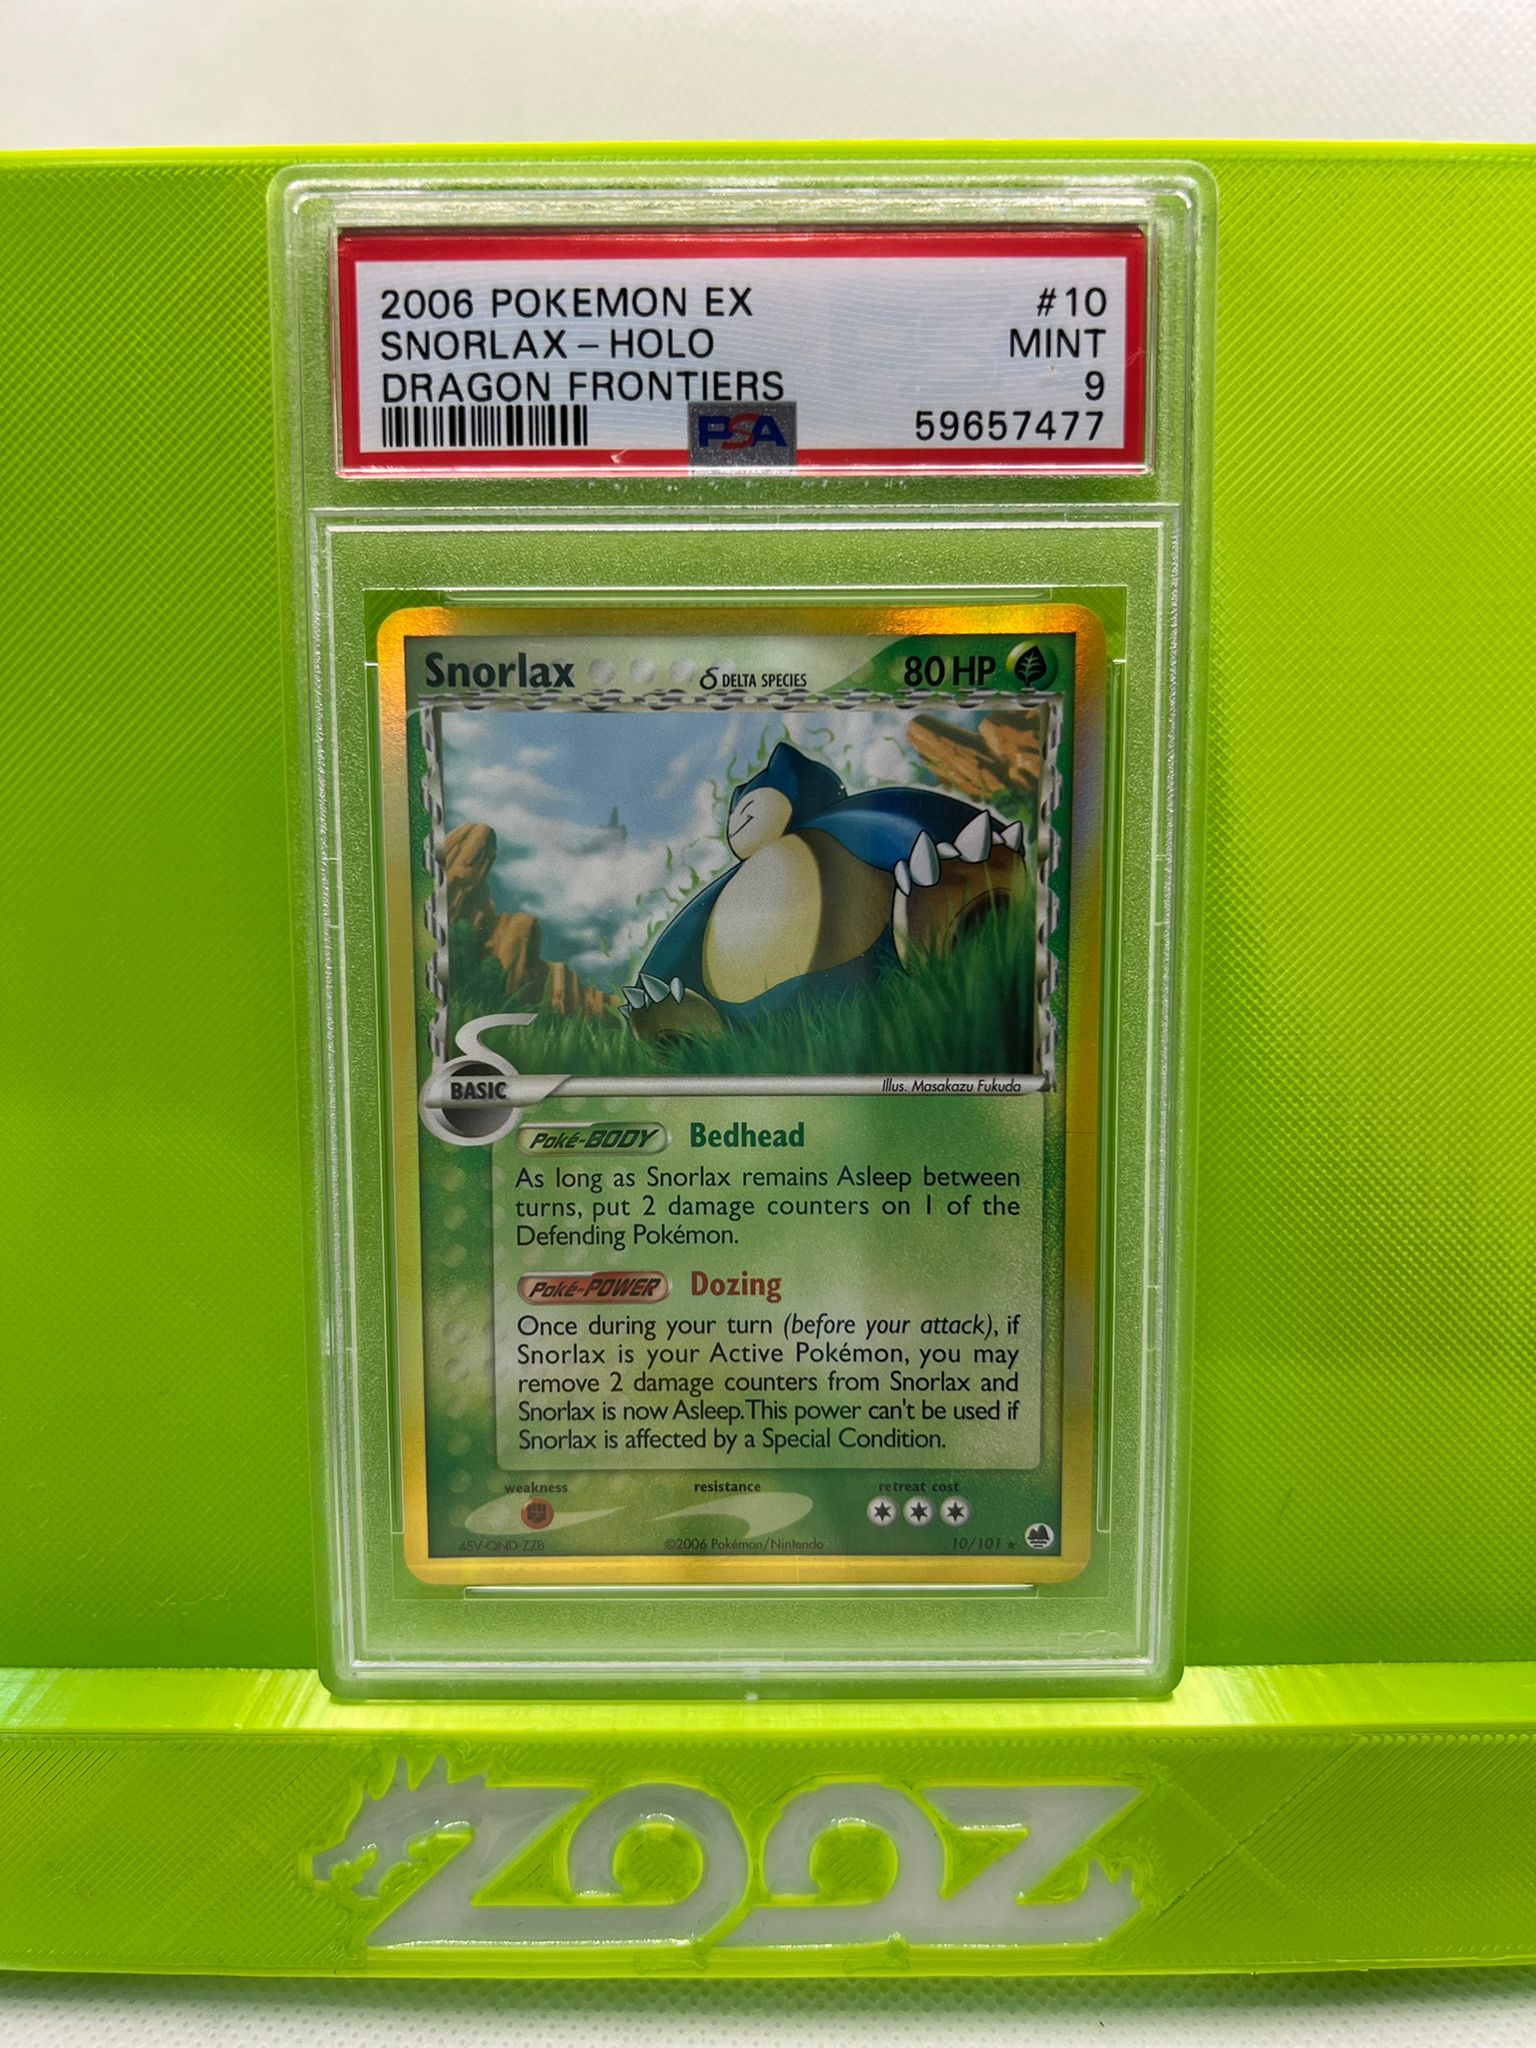 2006 POKEMON EX #10
SNORLAX - HOLO MINT
DRAGON FRONTIERS 9
59657477
PSA
Snorlax δ DELTA SPECIES 80 HP
BASIC
Illus. Masakazu Fukuda
Poké-BODY Bedhead
As long as Snorlax remains Asleep between
turns, put 2 damage counters on 1 of the
Defending Pokémon.
Poké-POWER Dozing
Once during your turn (before your attack), if
Snorlax is your Active Pokémon, you may
remove 2 damage counters from Snorlax and
Snorlax is now Asleep. This power can't be used if
Snorlax is affected by a Special Condition.
weakness resistance retreat cost
45V-QND-ZZB ©2006 Pokémon/Nintendo 10/101 ★
ZOOZ